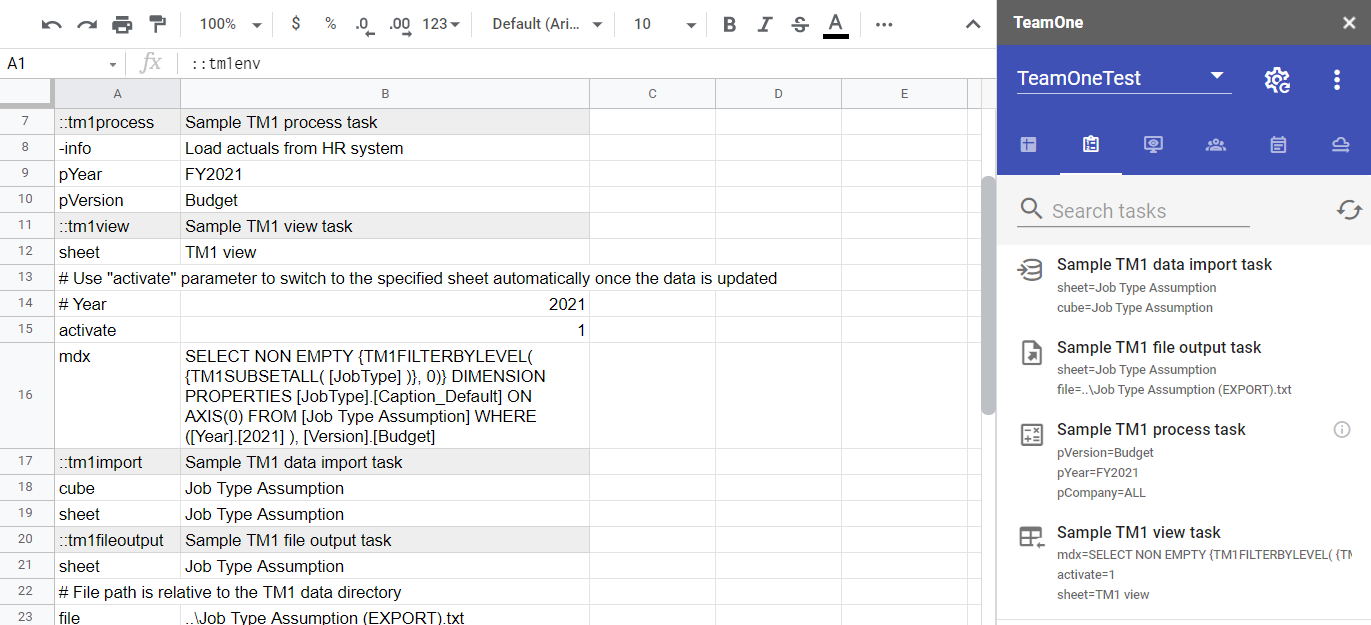 100% $ % .0 .00 123 Default (Ari... 10 B I S A
A1 fx ::tm1env
A B C D E
7 ::tm1process Sample TM1 process task
8 -info Load actuals from HR system
9 pYear FY2021
10 pVersion Budget
11 ::tm1view Sample TM1 view task
12 sheet TM1 view
13 # Use "activate" parameter to switch to the specified sheet automatically once the data is updated
14 # Year 2021
15 activate 1
16 mdx SELECT NON EMPTY {TM1FILTERBYLEVEL(
{TM1SUBSETALL( [JobType] )}, 0)} DIMENSION
PROPERTIES [JobType].[Caption_Default] ON
AXIS(0) FROM [Job Type Assumption] WHERE
([Year].[2021] ), [Version].[Budget]
17 ::tm1import Sample TM1 data import task
18 cube Job Type Assumption
19 sheet Job Type Assumption
20 ::tm1fileoutput Sample TM1 file output task
21 sheet Job Type Assumption
22 # File path is relative to the TM1 data directory
23 file ..\Job Type Assumption (EXPORT).txt
TeamOne
TeamOneTest
Search tasks
Sample TM1 data import task
sheet=Job Type Assumption
cube=Job Type Assumption
Sample TM1 file output task
sheet=Job Type Assumption
file=..\Job Type Assumption (EXPORT).txt
Sample TM1 process task
pVersion=Budget
pYear=FY2021
pCompany=ALL
Sample TM1 view task
mdx=SELECT NON EMPTY {TM1FILTERBYLEVEL( {TM
activate=1
sheet=TM1 view